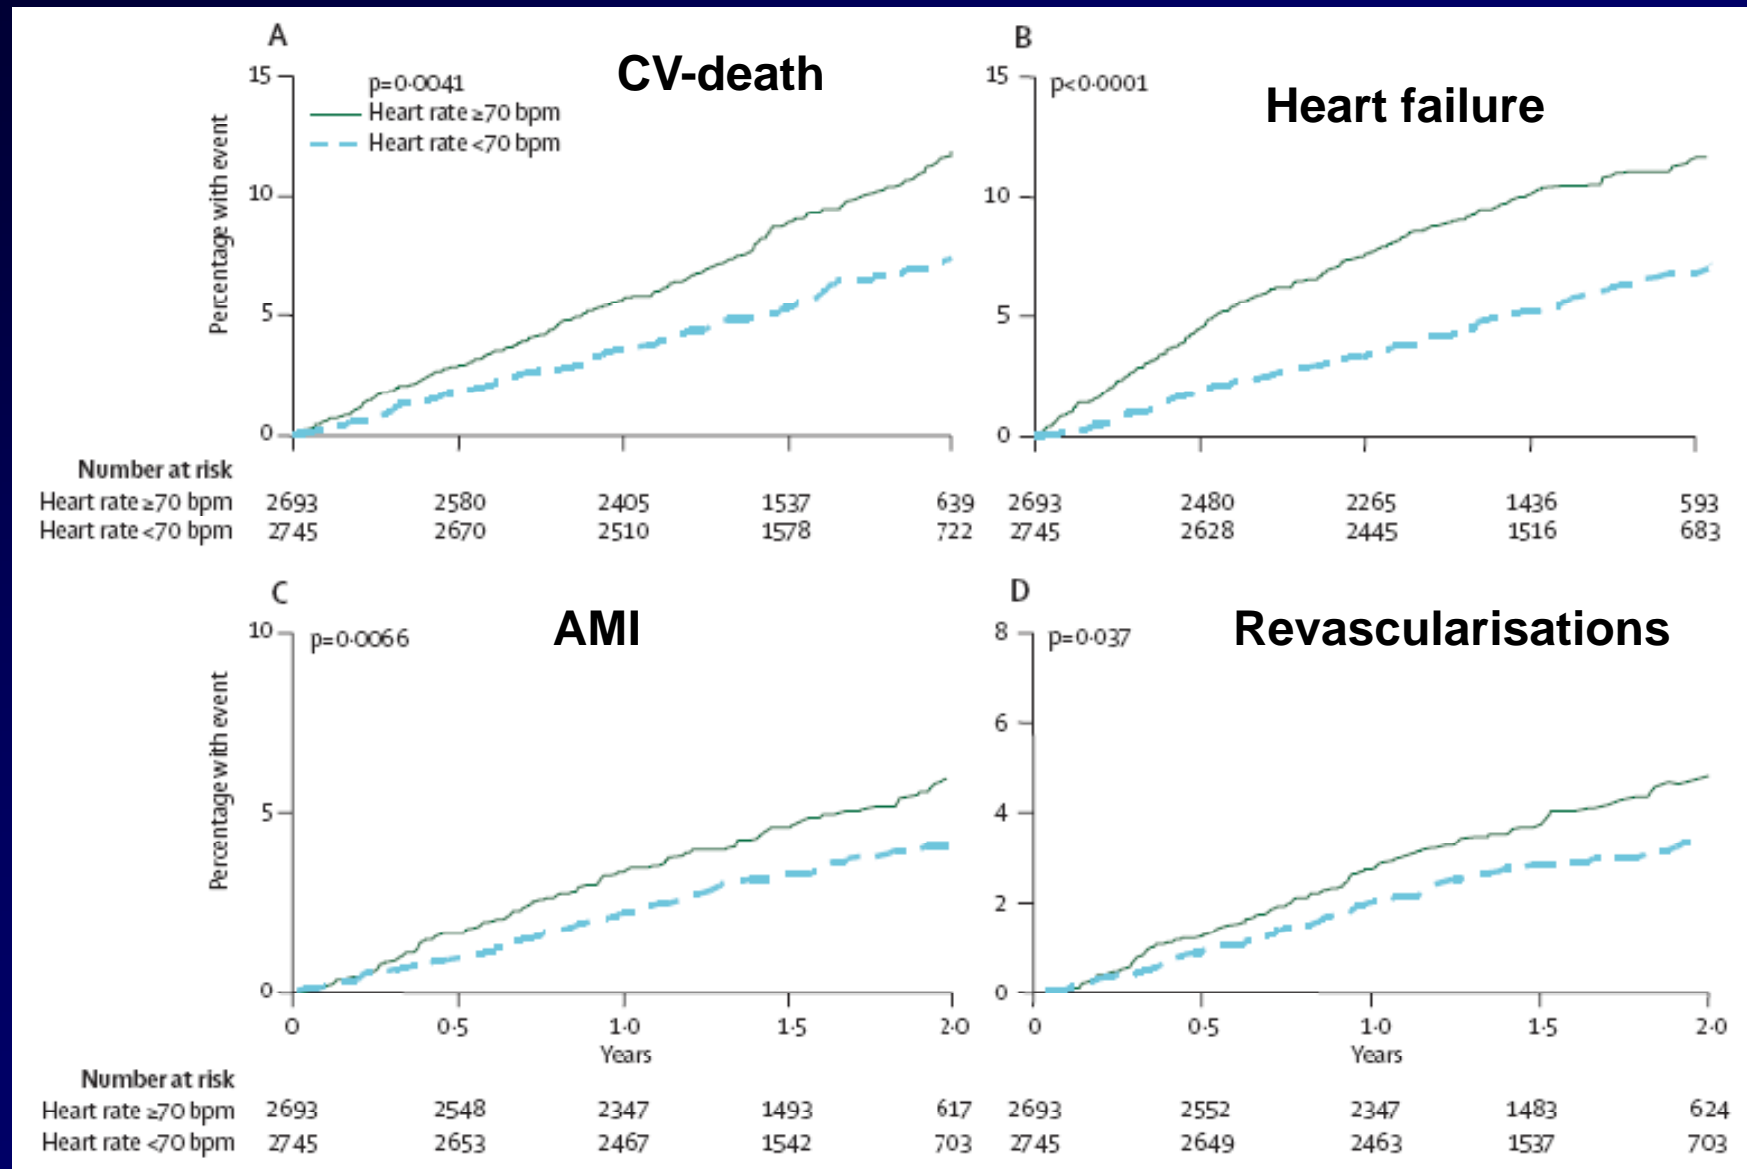 A
CV-death
15
p=0·0041
Heart rate ≥70 bpm
Heart rate <70 bpm
10
5
0
Percentage with event
B
Heart failure
15
p<0·0001
10
5
0
Number at risk
Heart rate ≥70 bpm 2693 2580 2405 1537 639 2693 2480 2265 1436 593
Heart rate <70 bpm 2745 2670 2510 1578 722 2745 2628 2445 1516 683
C
AMI
10
p=0·0066
5
0
Percentage with event
0 0·5 1·0 1·5 2·0
Years
D
Revascularisations
8
p=0·037
6
4
2
0
0 0·5 1·0 1·5 2·0
Years
Number at risk
Heart rate ≥70 bpm 2693 2548 2347 1493 617 2693 2552 2347 1483 624
Heart rate <70 bpm 2745 2653 2467 1542 703 2745 2649 2463 1537 703